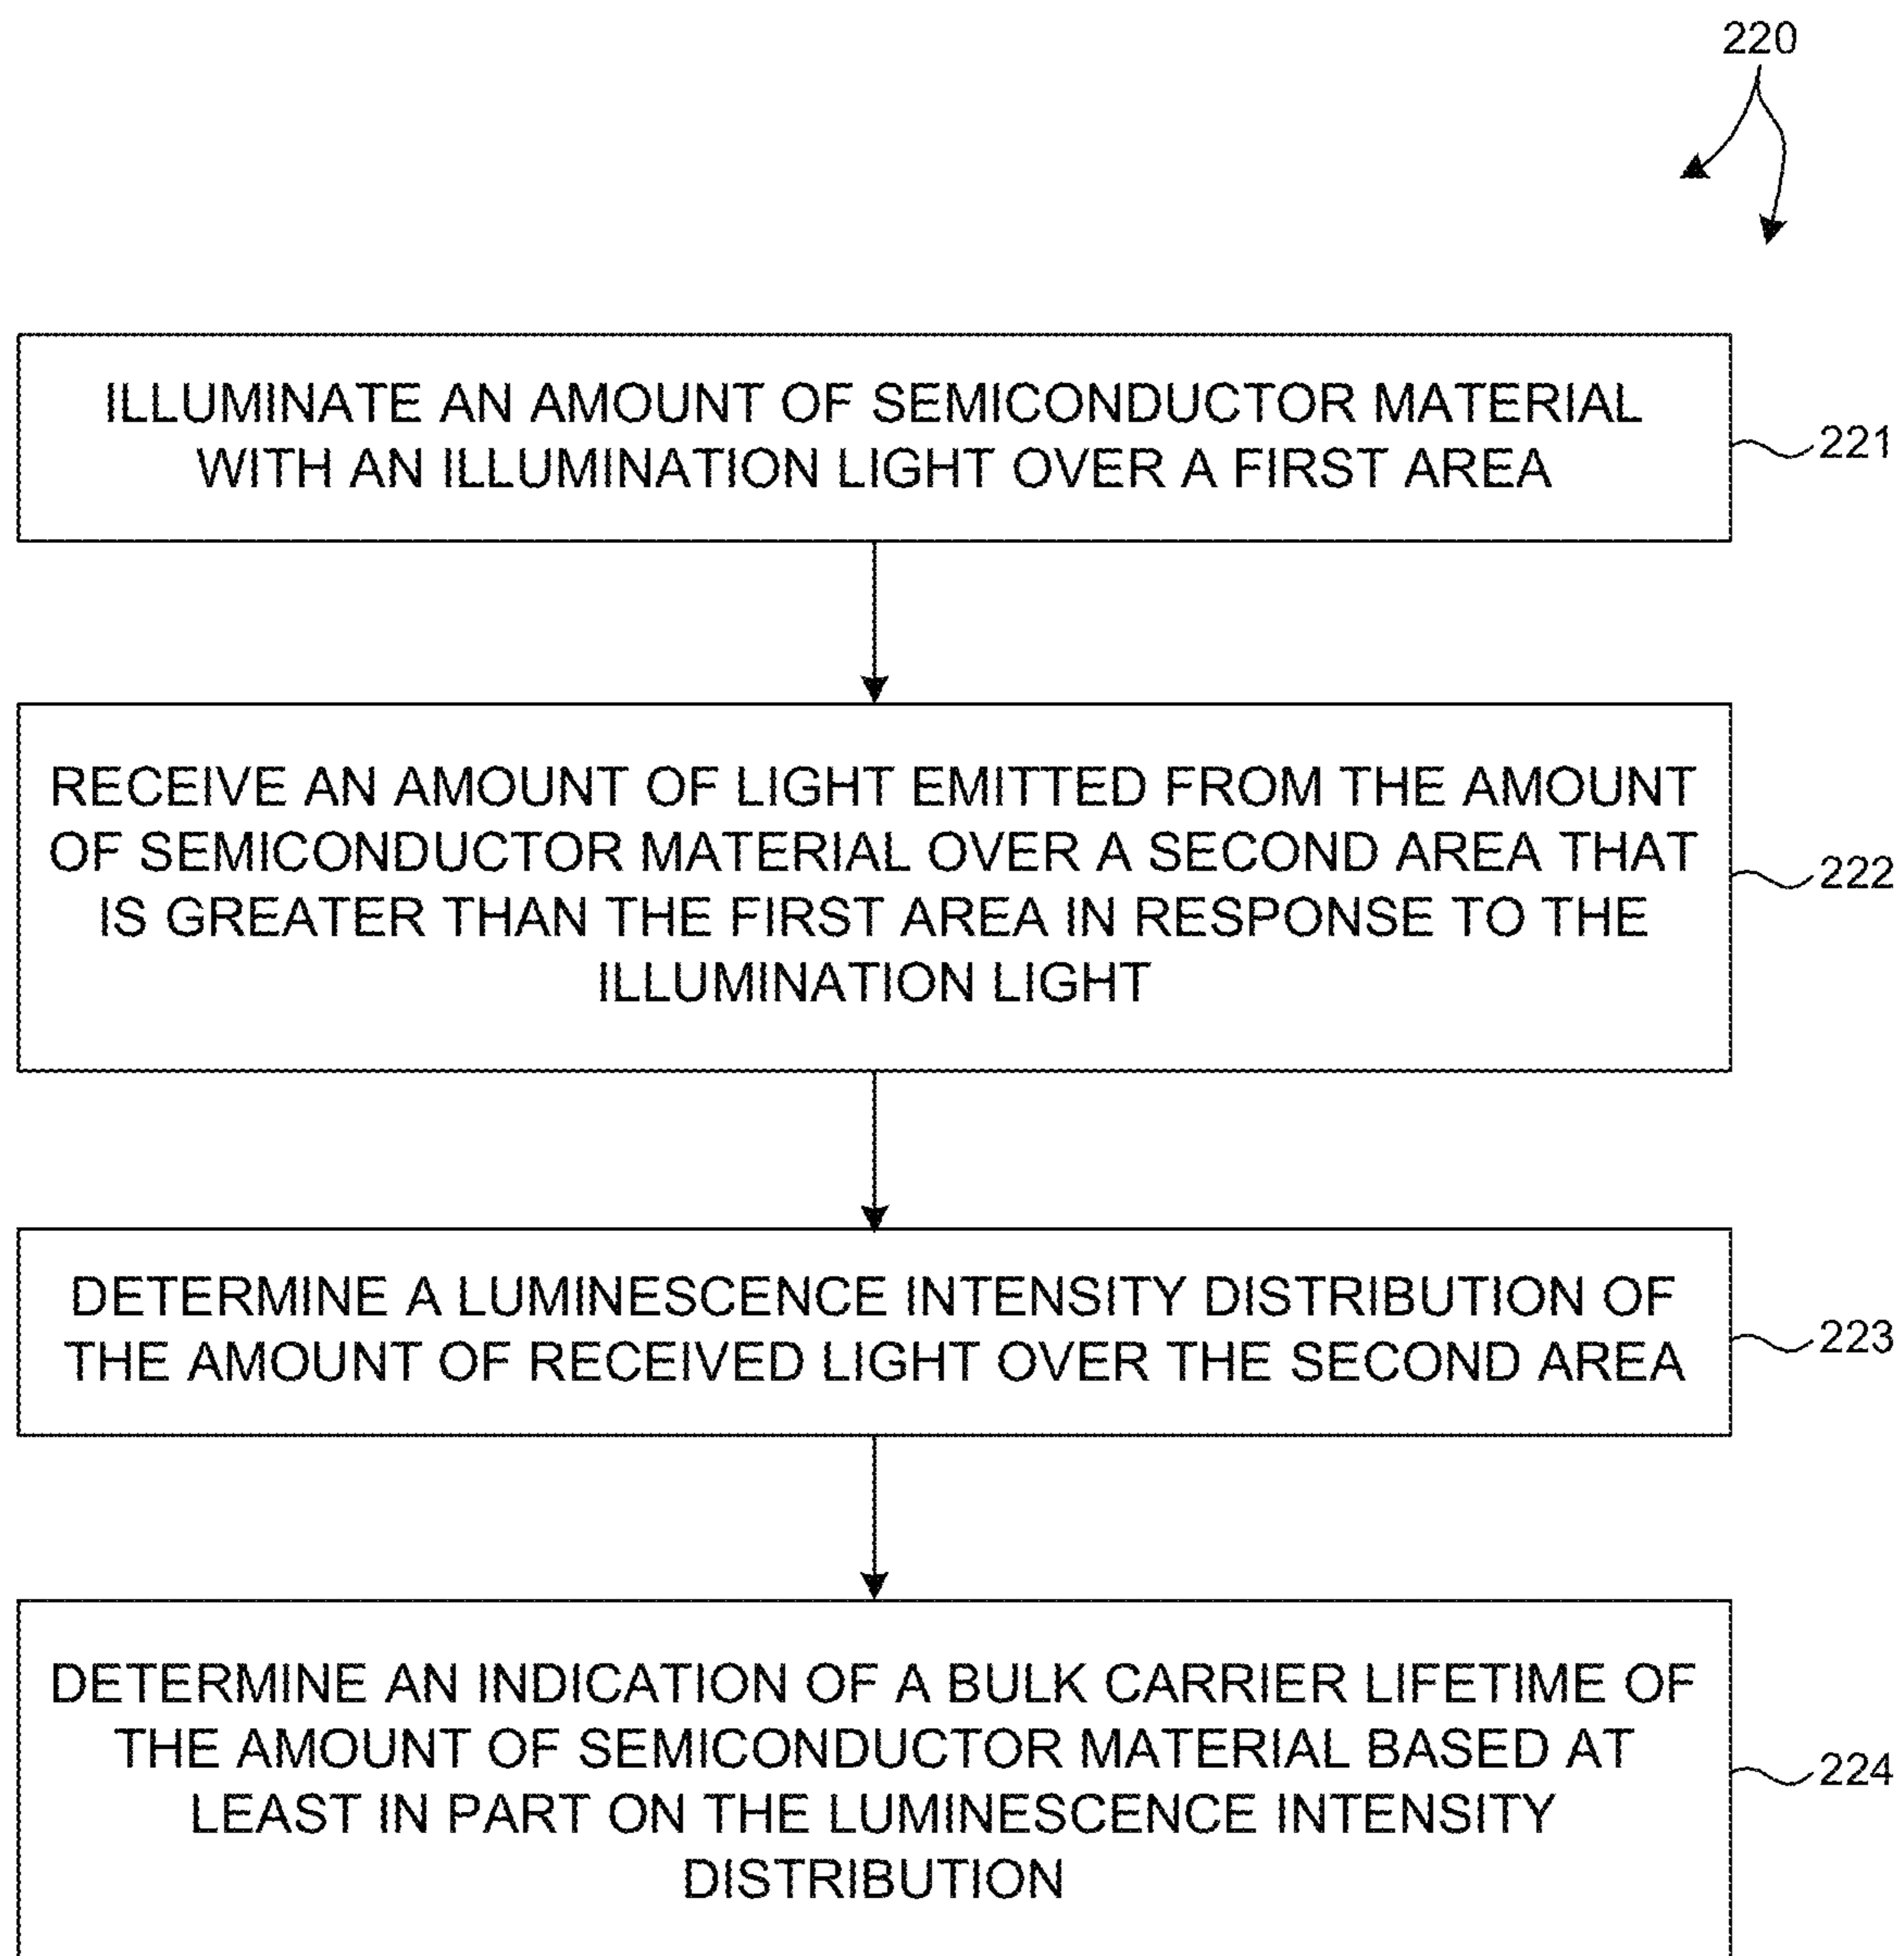 220
ILLUMINATE AN AMOUNT OF SEMICONDUCTOR MATERIAL
WITH AN ILLUMINATION LIGHT OVER A FIRST AREA
221
RECEIVE AN AMOUNT OF LIGHT EMITTED FROM THE AMOUNT
OF SEMICONDUCTOR MATERIAL OVER A SECOND AREA THAT
IS GREATER THAN THE FIRST AREA IN RESPONSE TO THE
ILLUMINATION LIGHT
222
DETERMINE A LUMINESCENCE INTENSITY DISTRIBUTION OF
THE AMOUNT OF RECEIVED LIGHT OVER THE SECOND AREA
223
DETERMINE AN INDICATION OF A BULK CARRIER LIFETIME OF
THE AMOUNT OF SEMICONDUCTOR MATERIAL BASED AT
LEAST IN PART ON THE LUMINESCENCE INTENSITY
DISTRIBUTION
224